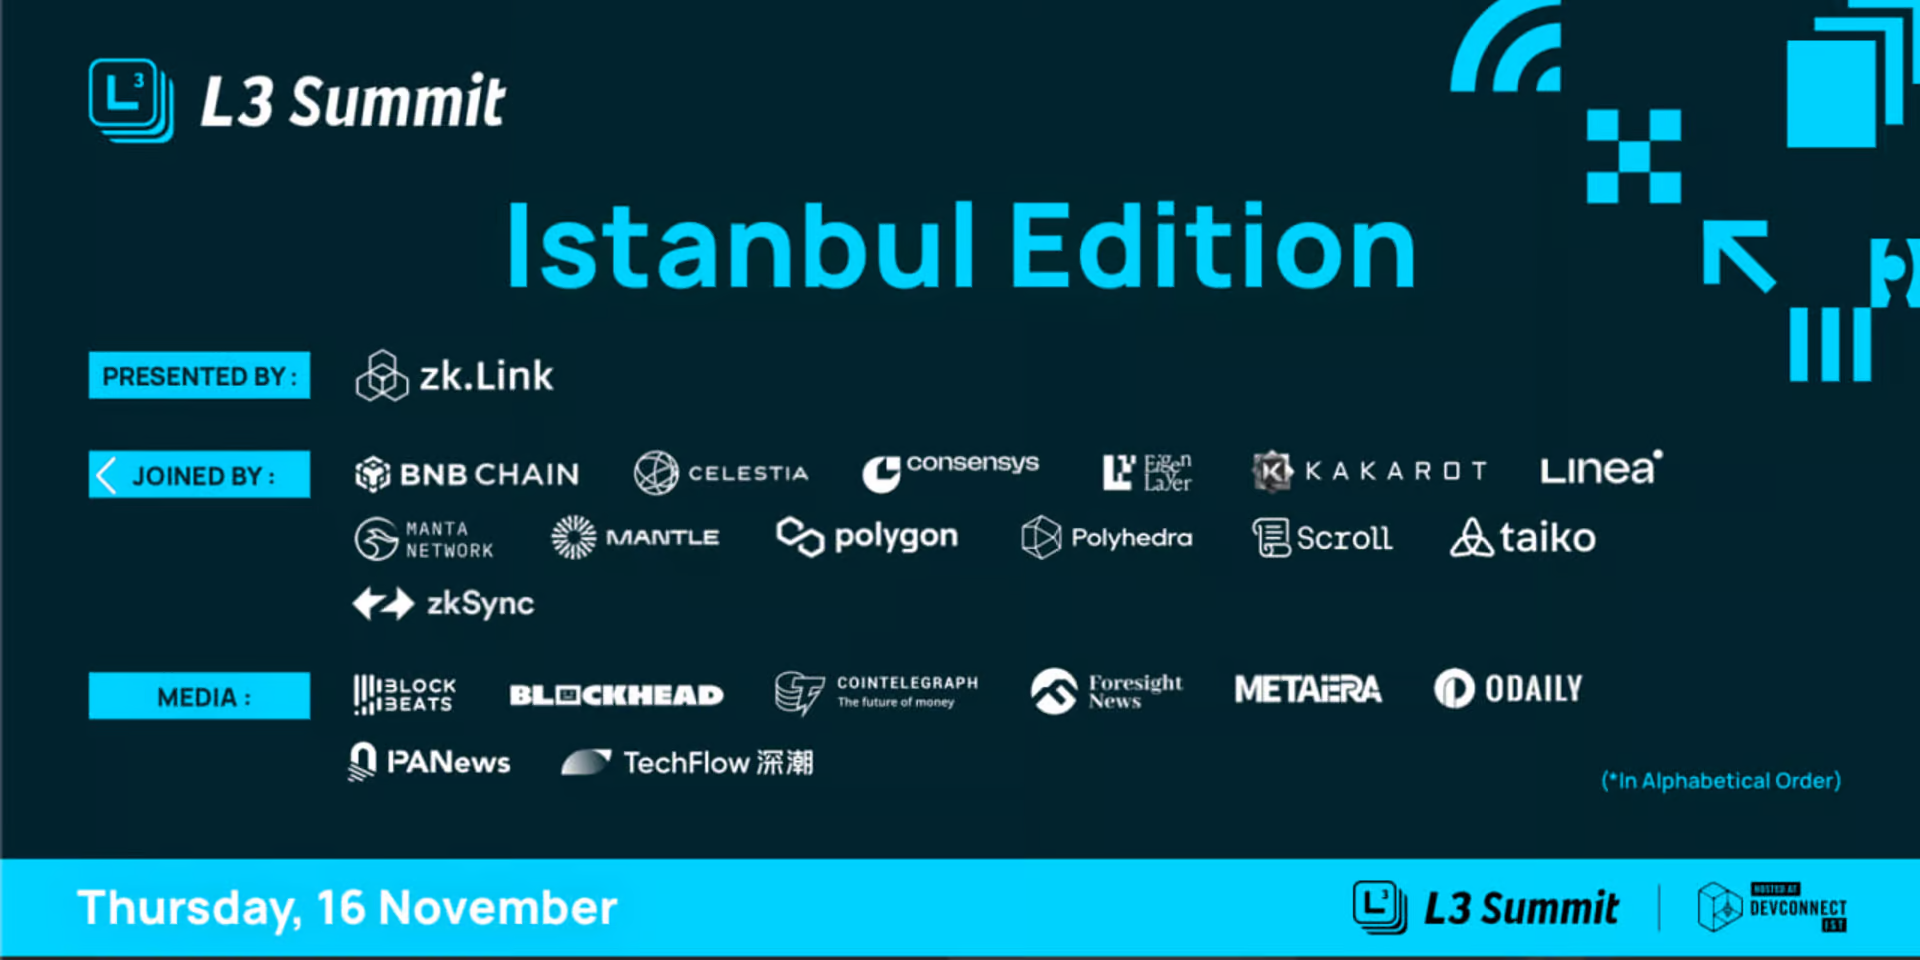 L3 L3 Summit
Istanbul Edition
PRESENTED BY :
zk.Link
JOINED BY :
BNB CHAIN CELESTIA consensys Eigen Layer KAKAROT Linea
MANTA NETWORK MANTLE polygon Polyhedra Scroll taiko
zkSync
MEDIA :
BLOCK BEATS BLOCKHEAD COINTELEGRAPH The future of money Foresight News METAERA ODAILY
PANews TechFlow 深潮
(*In Alphabetical Order)
Thursday, 16 November
L3 L3 Summit
HOSTED AT
DEVCONNECT
IST